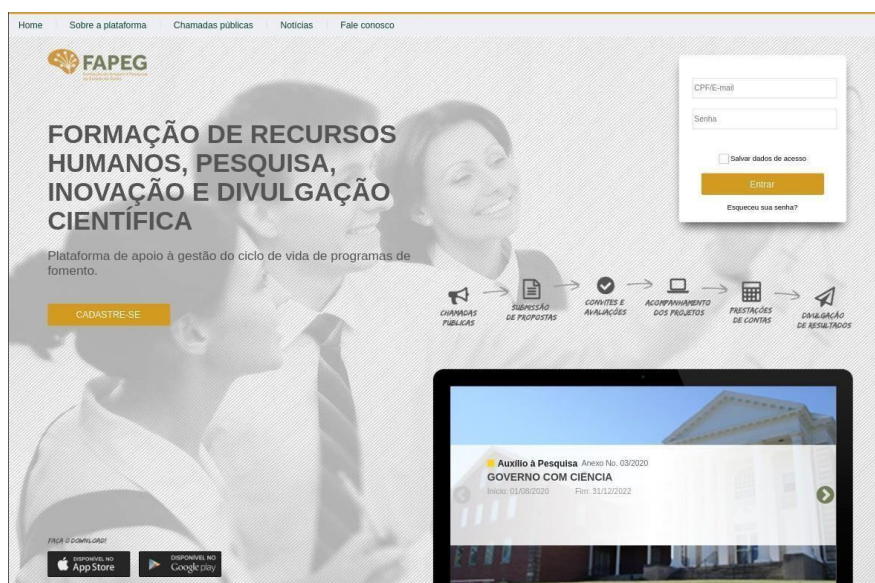 Home Sobre a plataforma Chamadas públicas Notícias Fale conosco
FAPEG
FORMAÇÃO DE RECURSOS
HUMANOS, PESQUISA,
INOVAÇÃO E DIVULGAÇÃO
CIENTÍFICA
Plataforma de apoio à gestão do ciclo de vida de programas de
fomento.
CADASTRE-SE
CPF/E-mail
Senha
Salvar dados de acesso
Entrar
Esqueceu sua senha?
CHAMADAS
PÚBLICAS
SUBMISSÃO
DE PROPOSTAS
CONVITES E
AVALIAÇÕES
ACOMPANHAMENTO
DOS PROJETOS
PRESTAÇÕES
DE CONTAS
DIVULGAÇÃO
DE RESULTADOS
Auxílio à Pesquisa Anexo No. 03/2020
GOVERNO COM CIÊNCIA
Início: 01/08/2020 Fim: 31/12/2022
FAÇA O DOWNLOAD!
DISPONÍVEL NO
App Store
DISPONÍVEL NO
Google play